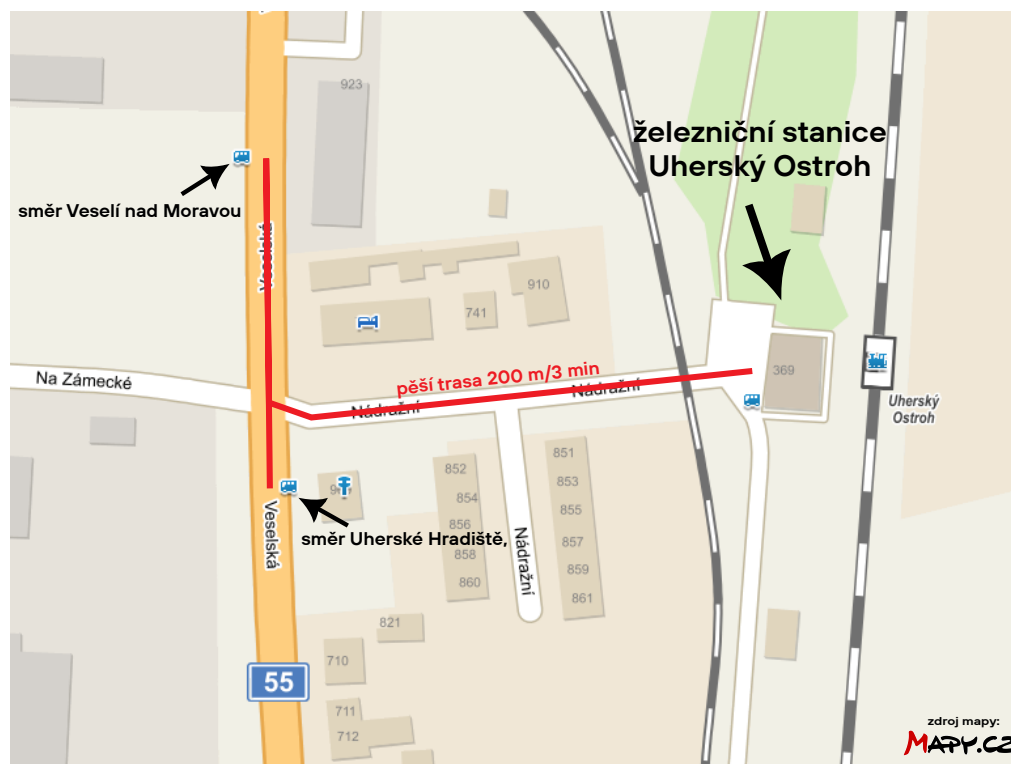 923
železniční stanice
Uherský Ostroh
směr Veselí nad Moravou
Veselská
910
741
Na Zámecké
pěší trasa 200 m/3 min
Nádražní
Nádražní
369
Uherský
Ostroh
851
852
853
854
855
856
857
858
859
860
861
Veselská
Nádražní
směr Uherské Hradiště,
821
710
55
711
712
zdroj mapy:
MAPY.CZ